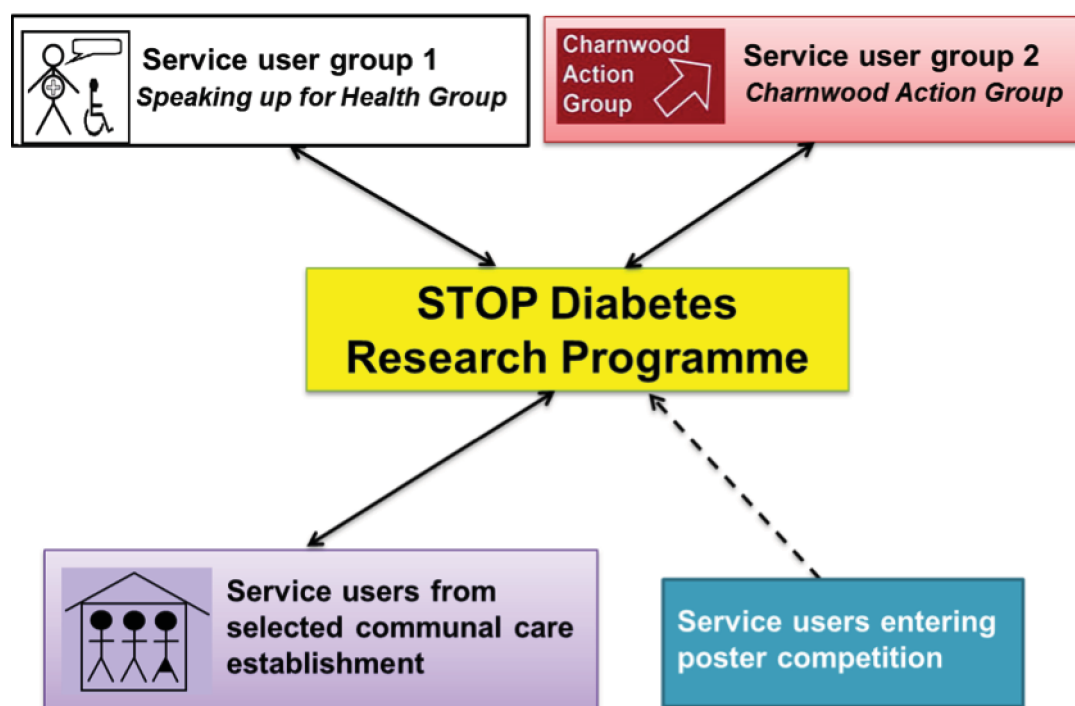 Service user group 1
Speaking up for Health Group
Charnwood
Action
Group
Service user group 2
Charnwood Action Group
STOP Diabetes
Research Programme
Service users from
selected communal care
establishment
Service users entering
poster competition